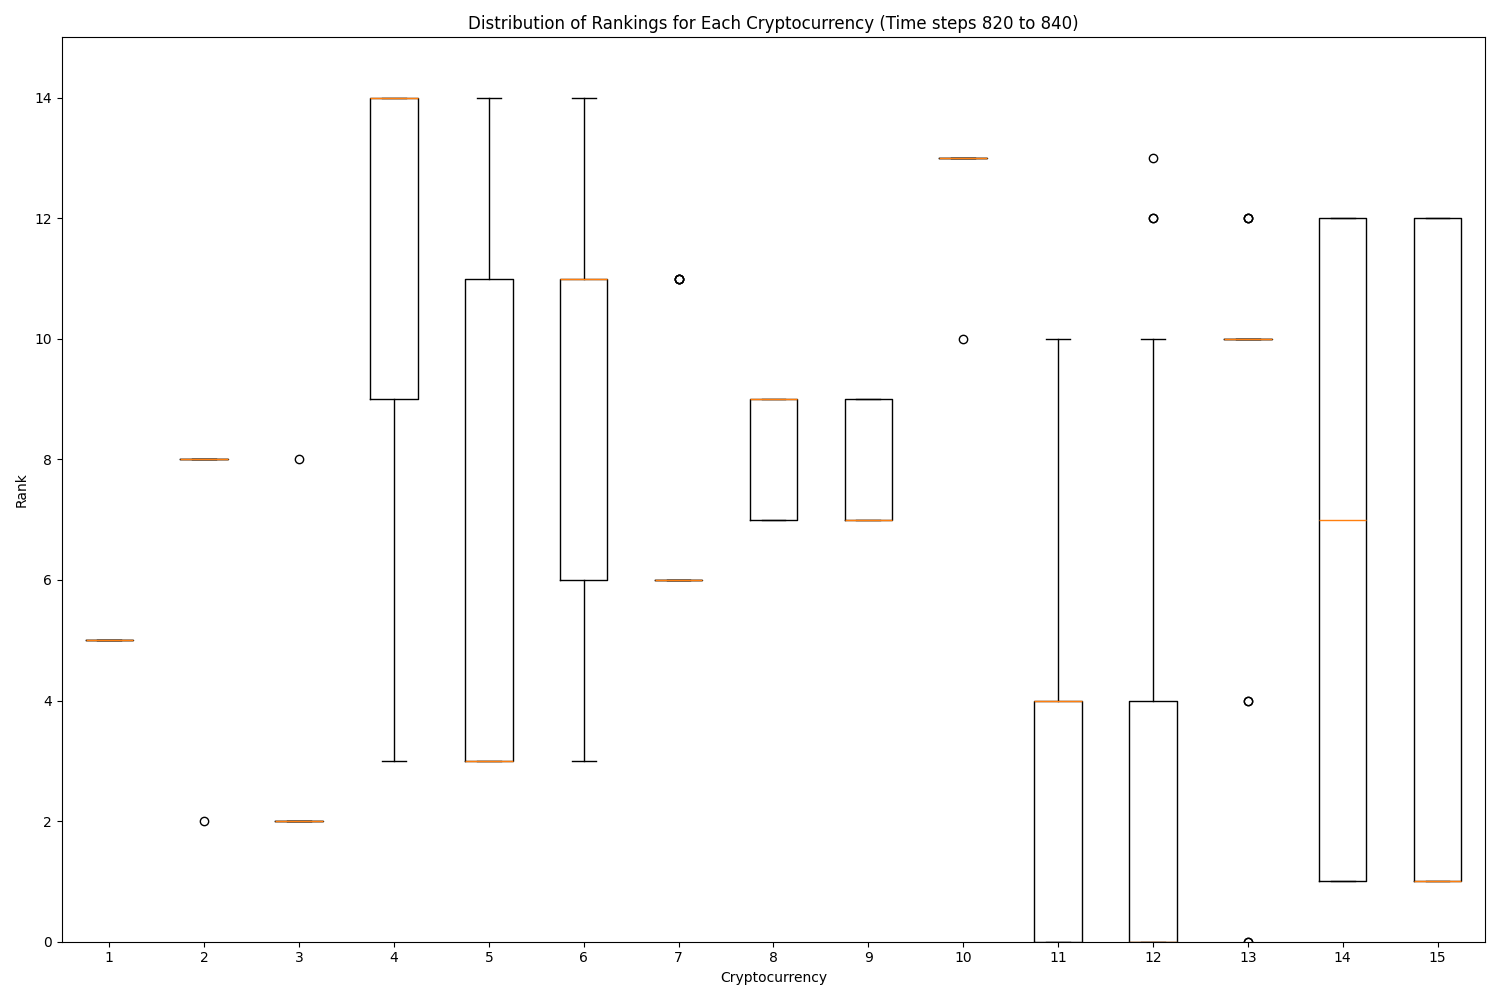 Distribution of Rankings for Each Cryptocurrency (Time steps 820 to 840)
14
12
10
8
6
4
2
0
Rank
1 2 3 4 5 6 7 8 9 10 11 12 13 14 15
Cryptocurrency